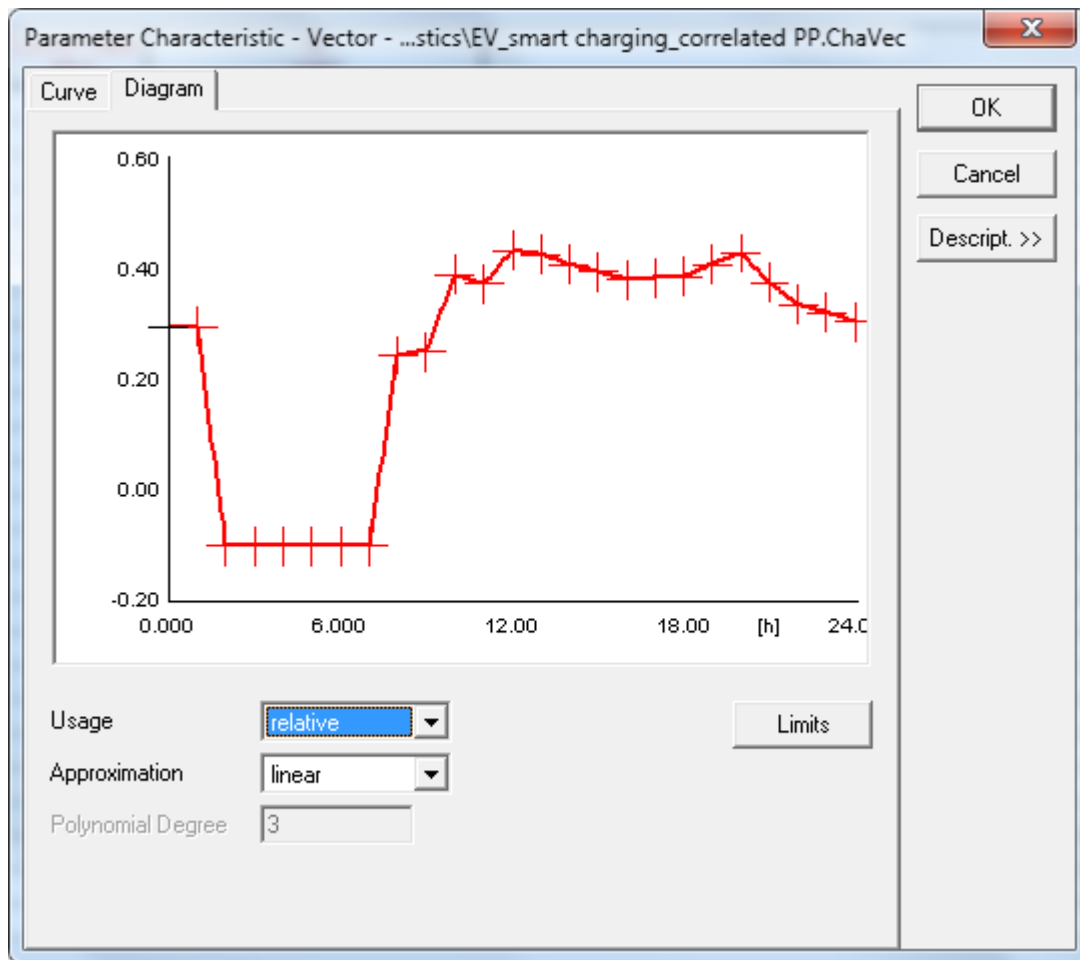 Parameter Characteristic - Vector - ...stics\EV_smart charging_correlated PP.ChaVec
x
Curve Diagram
OK
Cancel
Descript. >>
0.60
0.40
0.20
0.00
-0.20
0.000 6.000 12.00 18.00 [h] 24.0
Usage relative Limits
Approximation linear
Polynomial Degree 3